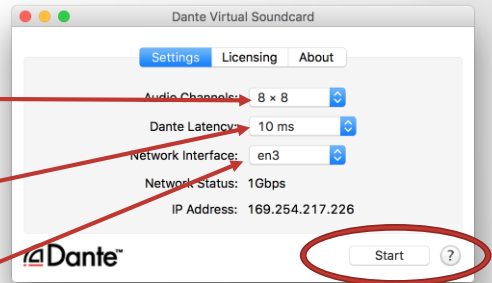 Dante Virtual Soundcard
Settings Licensing About
Audio Channels: 8 × 8
Dante Latency: 10 ms
Network Interface: en3
Network Status: 1Gbps
IP Address: 169.254.217.226
Dante™ Start ?